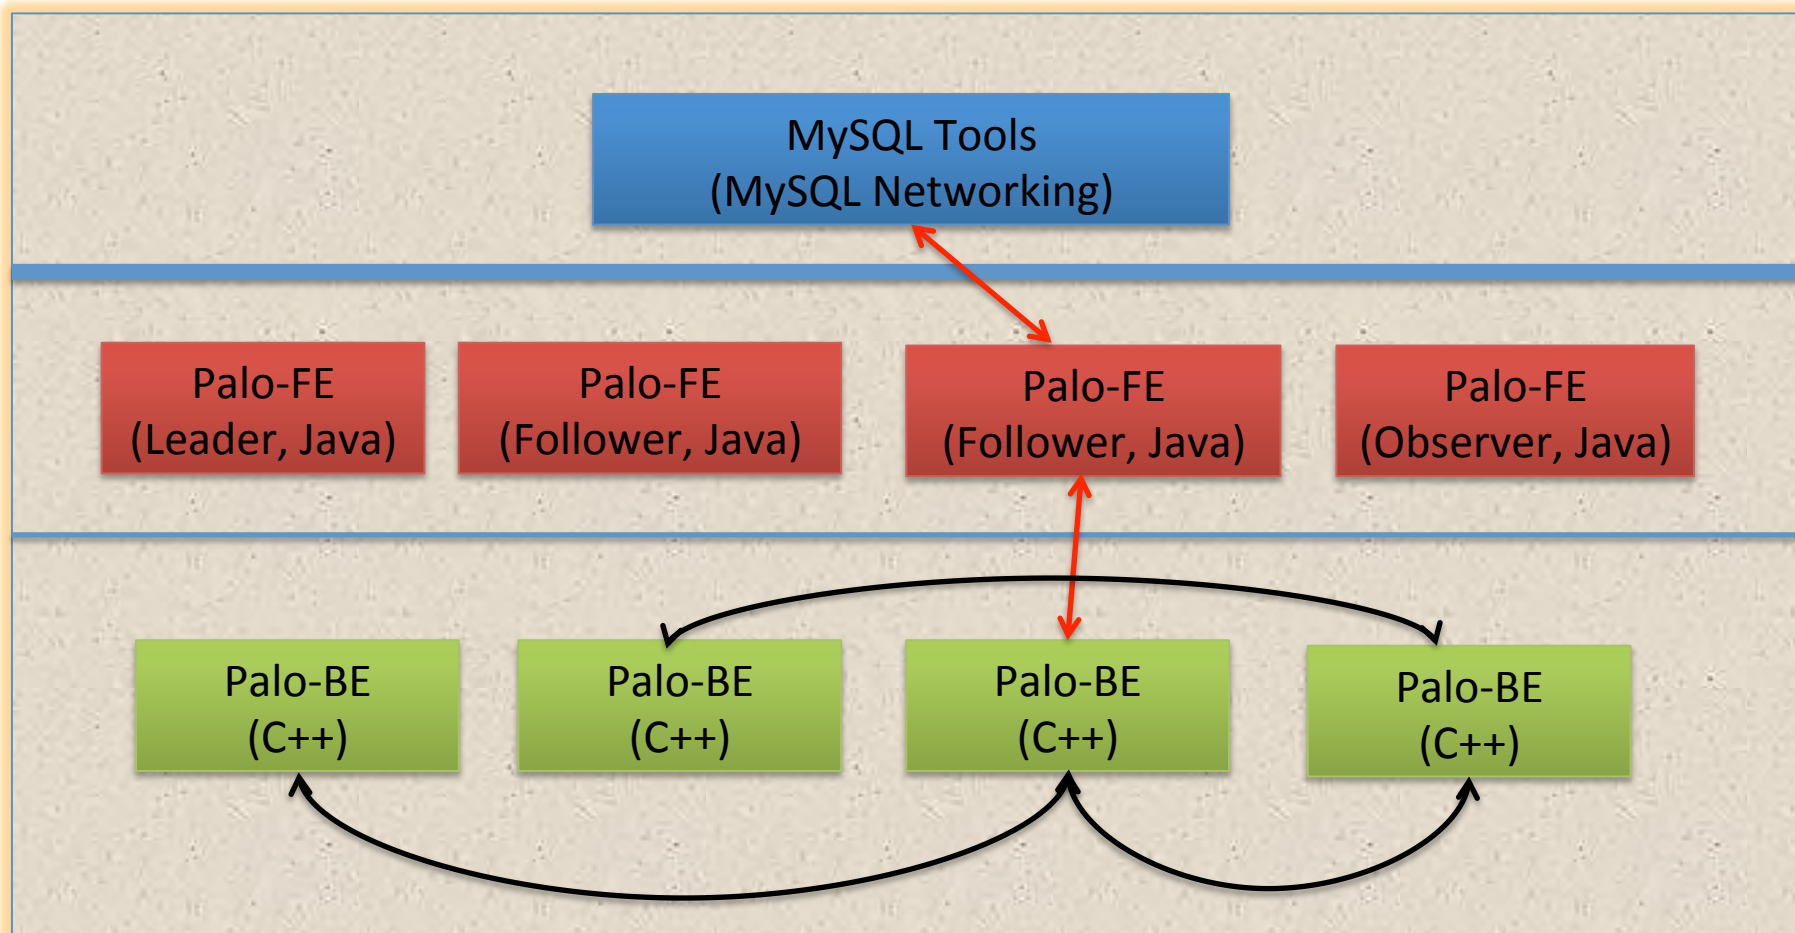 MySQL Tools
(MySQL Networking)
Palo-FE
(Leader, Java)
Palo-FE
(Follower, Java)
Palo-FE
(Follower, Java)
Palo-FE
(Observer, Java)
Palo-BE
(C++)
Palo-BE
(C++)
Palo-BE
(C++)
Palo-BE
(C++)